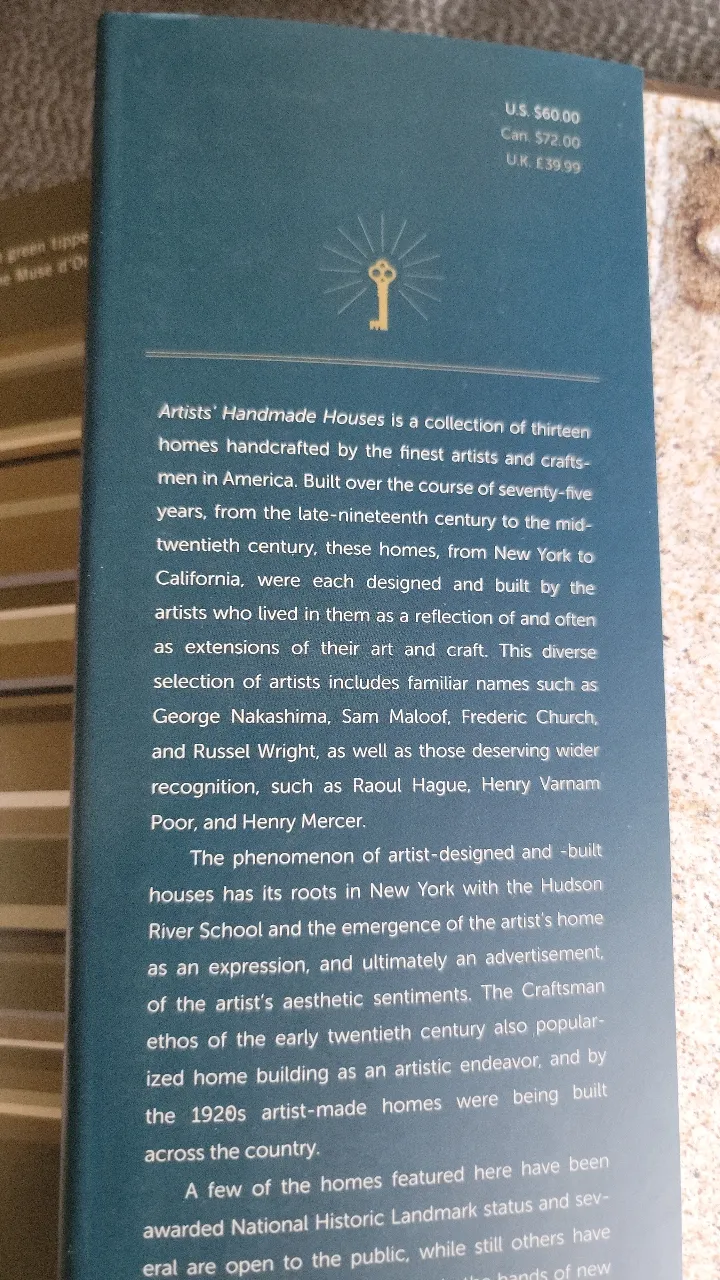 U.S. $60.00
Can. $72.00
U.K. £39.99
green tippe
Muse d'O
Artists' Handmade Houses is a collection of thirteen
homes handcrafted by the finest artists and crafts-
men in America. Built over the course of seventy-five
years, from the late-nineteenth century to the mid-
twentieth century, these homes, from New York to
California, were each designed and built by the
artists who lived in them as a reflection of and often
as extensions of their art and craft. This diverse
selection of artists includes familiar names such as
George Nakashima, Sam Maloof, Frederic Church,
and Russel Wright, as well as those deserving wider
recognition, such as Raoul Hague, Henry Varnam
Poor, and Henry Mercer.
The phenomenon of artist-designed and -built
houses has its roots in New York with the Hudson
River School and the emergence of the artist's home
as an expression, and ultimately an advertisement,
of the artist's aesthetic sentiments. The Craftsman
ethos of the early twentieth century also popular-
ized home building as an artistic endeavor, and by
the 1920s artist-made homes were being built
across the country.
A few of the homes featured here have been
awarded National Historic Landmark status and sev-
eral are open to the public, while still others have
the hands of new